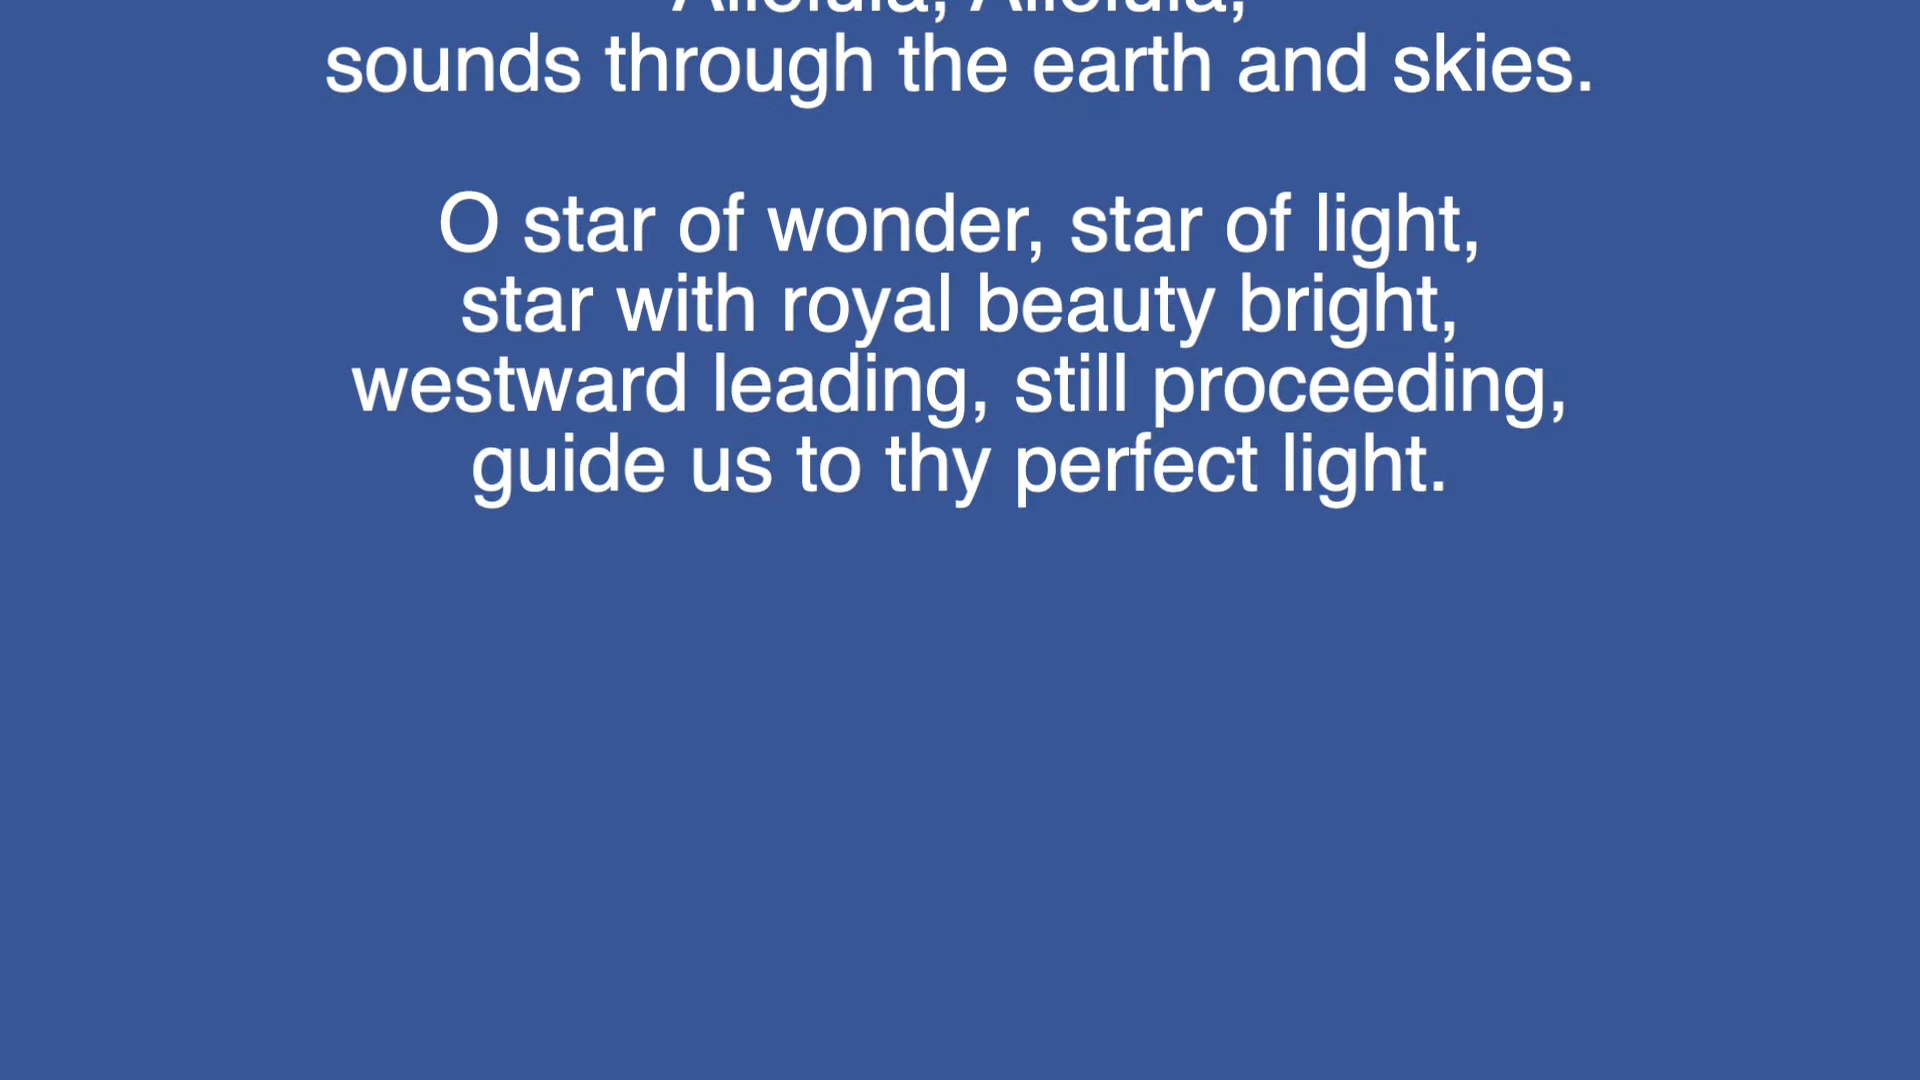 Alleluia, Alleluia,
sounds through the earth and skies.
O star of wonder, star of light,
star with royal beauty bright,
westward leading, still proceeding,
guide us to thy perfect light.